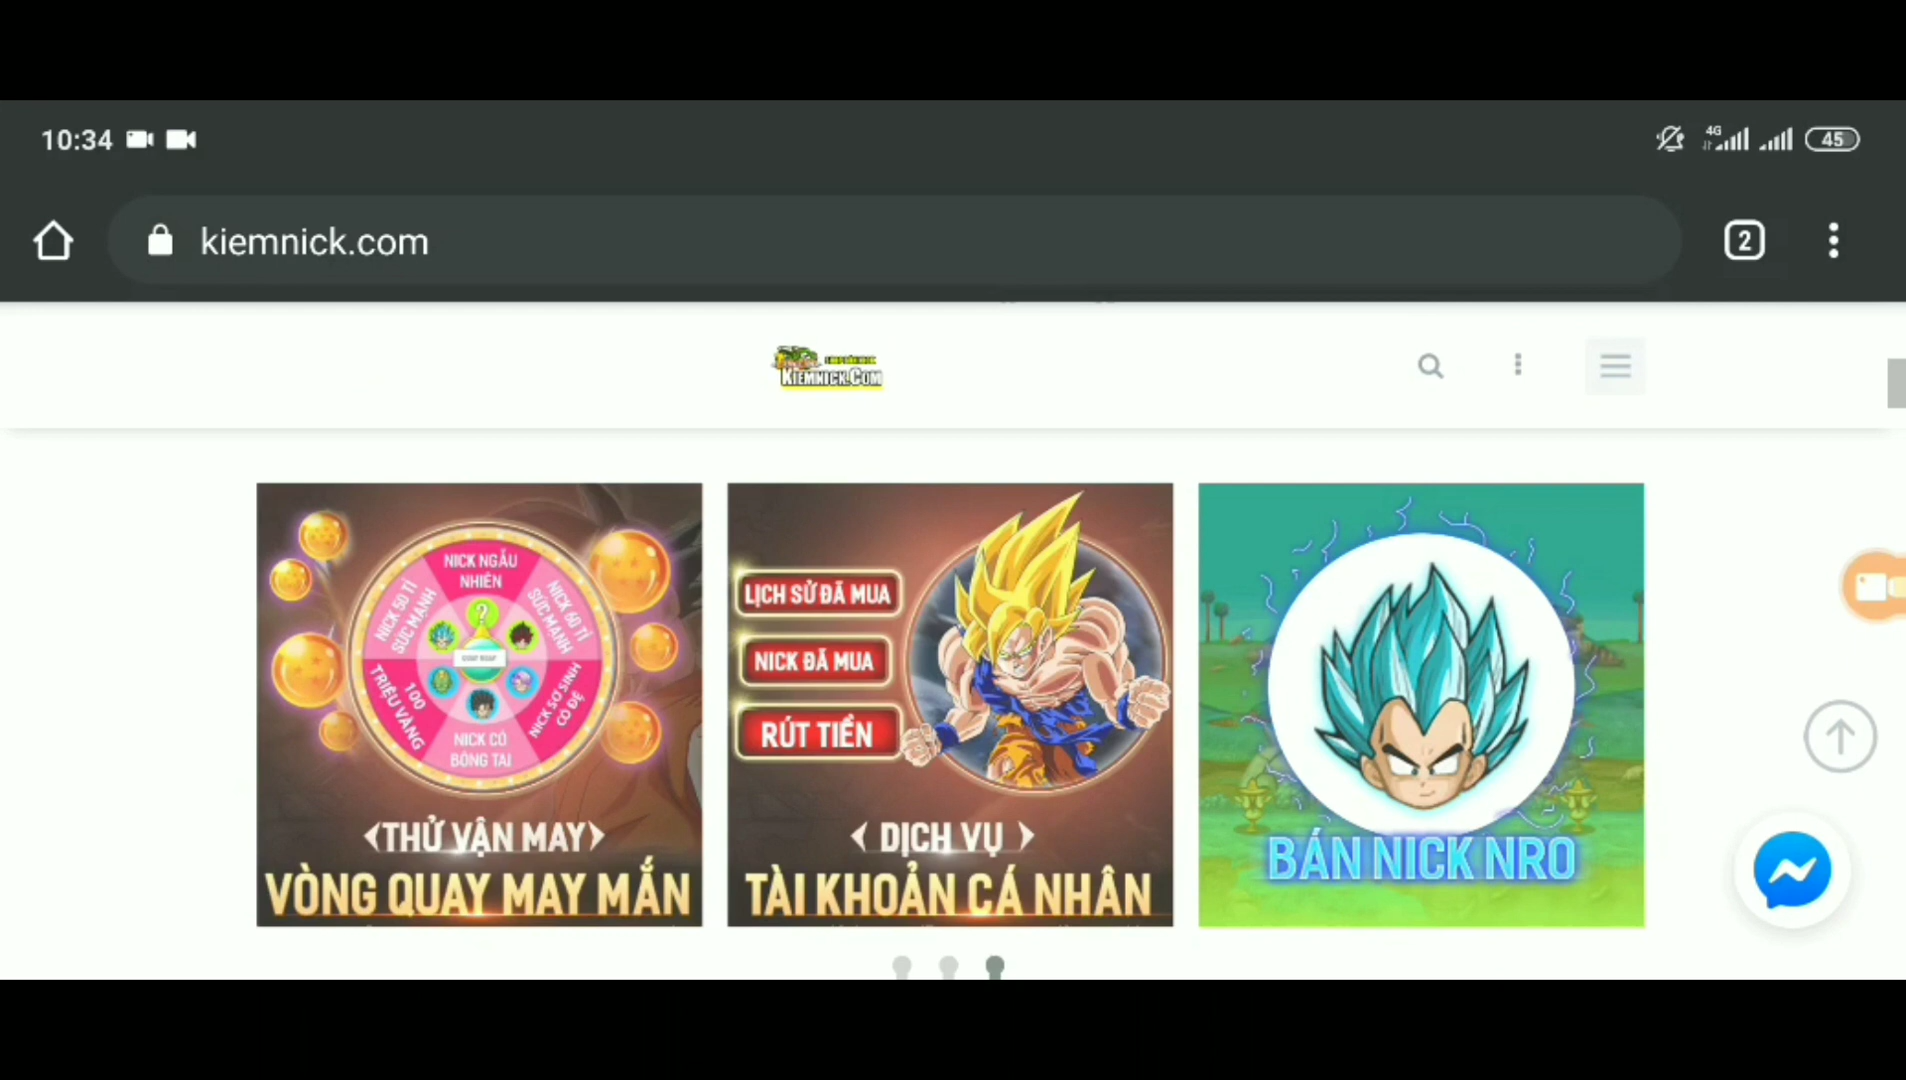 10:34
4G
45
kiemnick.com
2
KIEMNICK.COM
NICK NGẪU
NHIÊN
NICK 50 TỈ
SỨC MẠNH
NICK 60 TỈ
SỨC MẠNH
?
100
TRIỆU VÀNG
NICK SƠ SINH
CÓ ĐỆ
NICK CÓ
BÔNG TAI
<THỬ VẬN MAY>
VÒNG QUAY MAY MẮN
LỊCH SỬ ĐÃ MUA
NICK ĐÃ MUA
RÚT TIỀN
< DỊCH VỤ >
TÀI KHOẢN CÁ NHÂN
BÁN NICK NRO